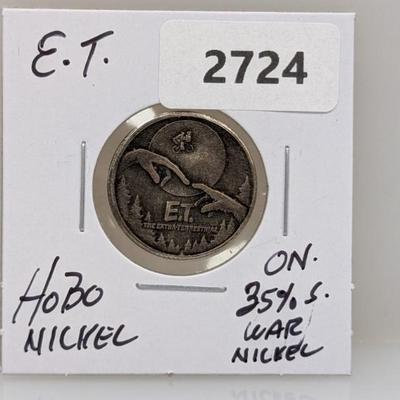 E.T.
2724
E.T.
THE EXTRA-TERRESTRIAL
HOBO
NICKEL
ON.
35% S.
WAR
NICKEL